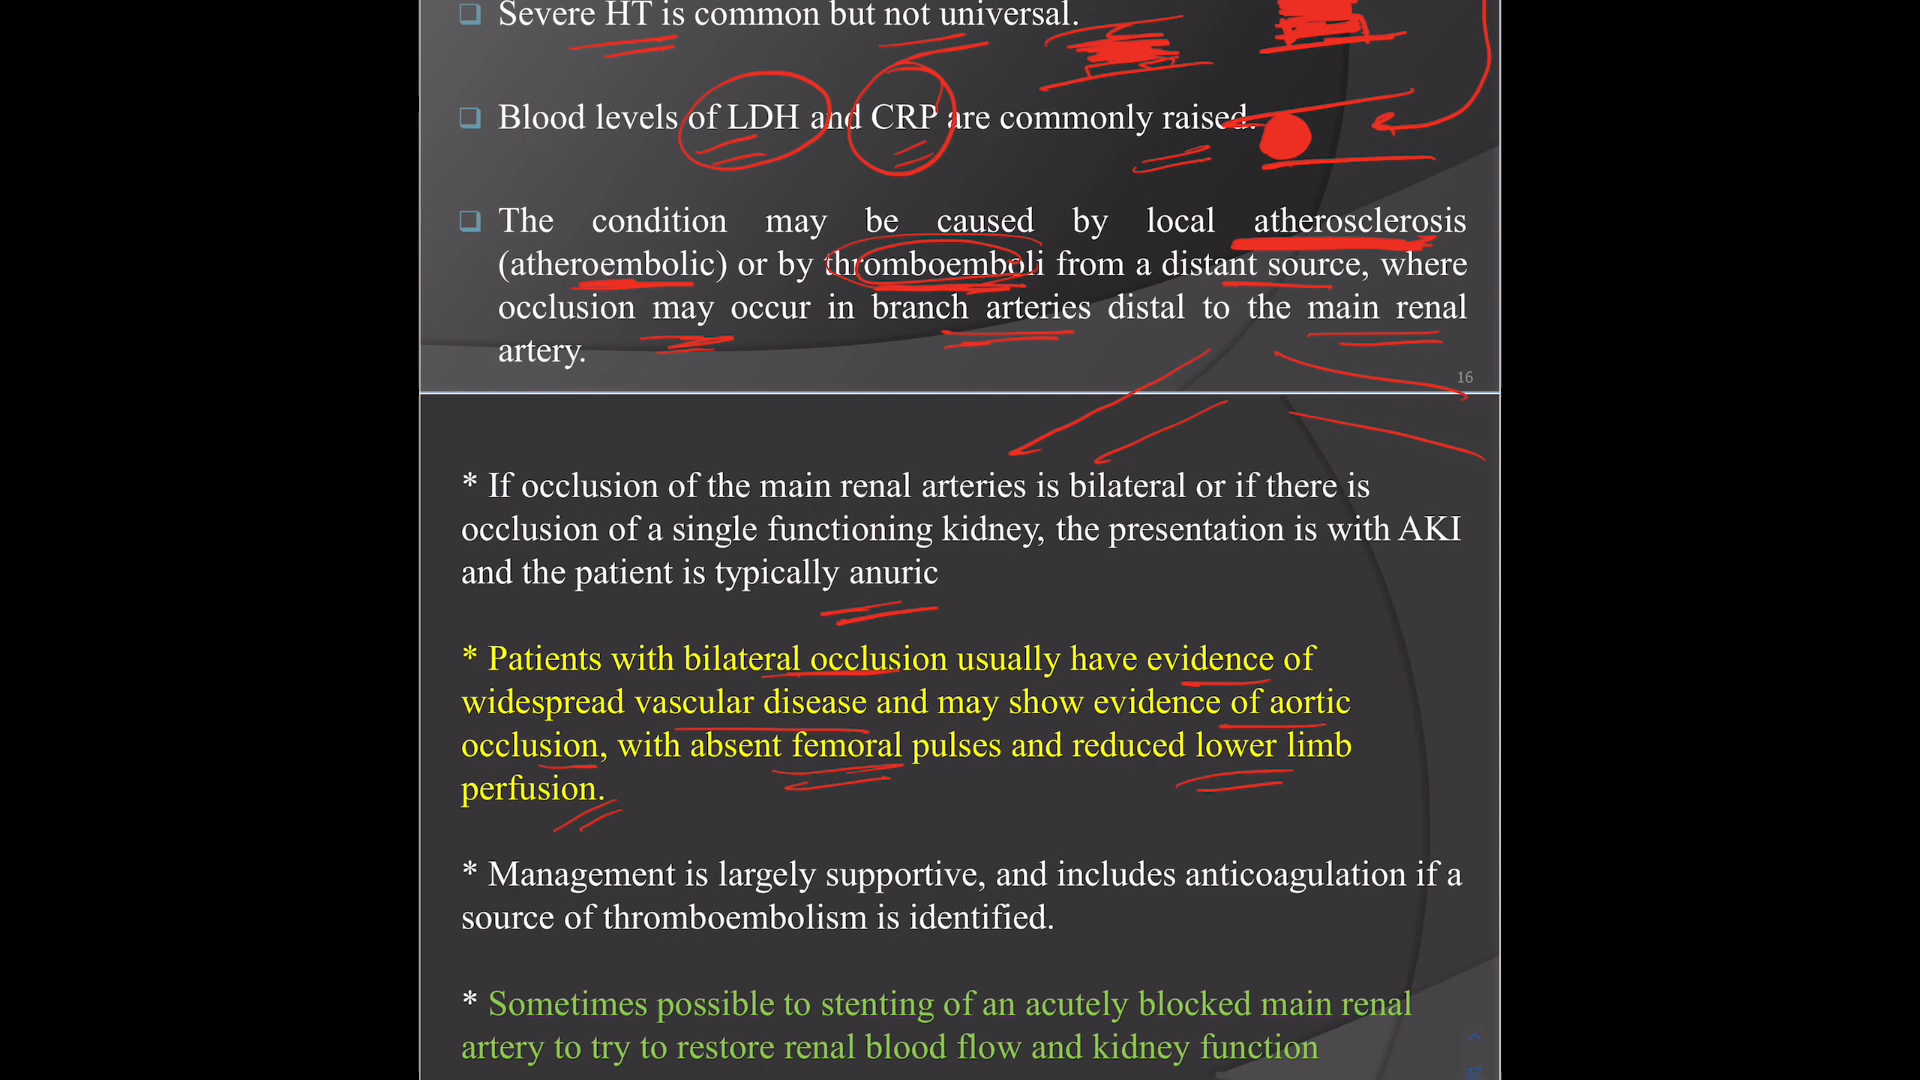 Severe HT is common but not universal.
Blood levels of LDH and CRP are commonly raised.
The condition may be caused by local atherosclerosis
(atheroembolic) or by thromboemboli from a distant source, where
occlusion may occur in branch arteries distal to the main renal
artery.
16
* If occlusion of the main renal arteries is bilateral or if there is
occlusion of a single functioning kidney, the presentation is with AKI
and the patient is typically anuric
* Patients with bilateral occlusion usually have evidence of
widespread vascular disease and may show evidence of aortic
occlusion, with absent femoral pulses and reduced lower limb
perfusion.
* Management is largely supportive, and includes anticoagulation if a
source of thromboembolism is identified.
* Sometimes possible to stenting of an acutely blocked main renal
artery to try to restore renal blood flow and kidney function